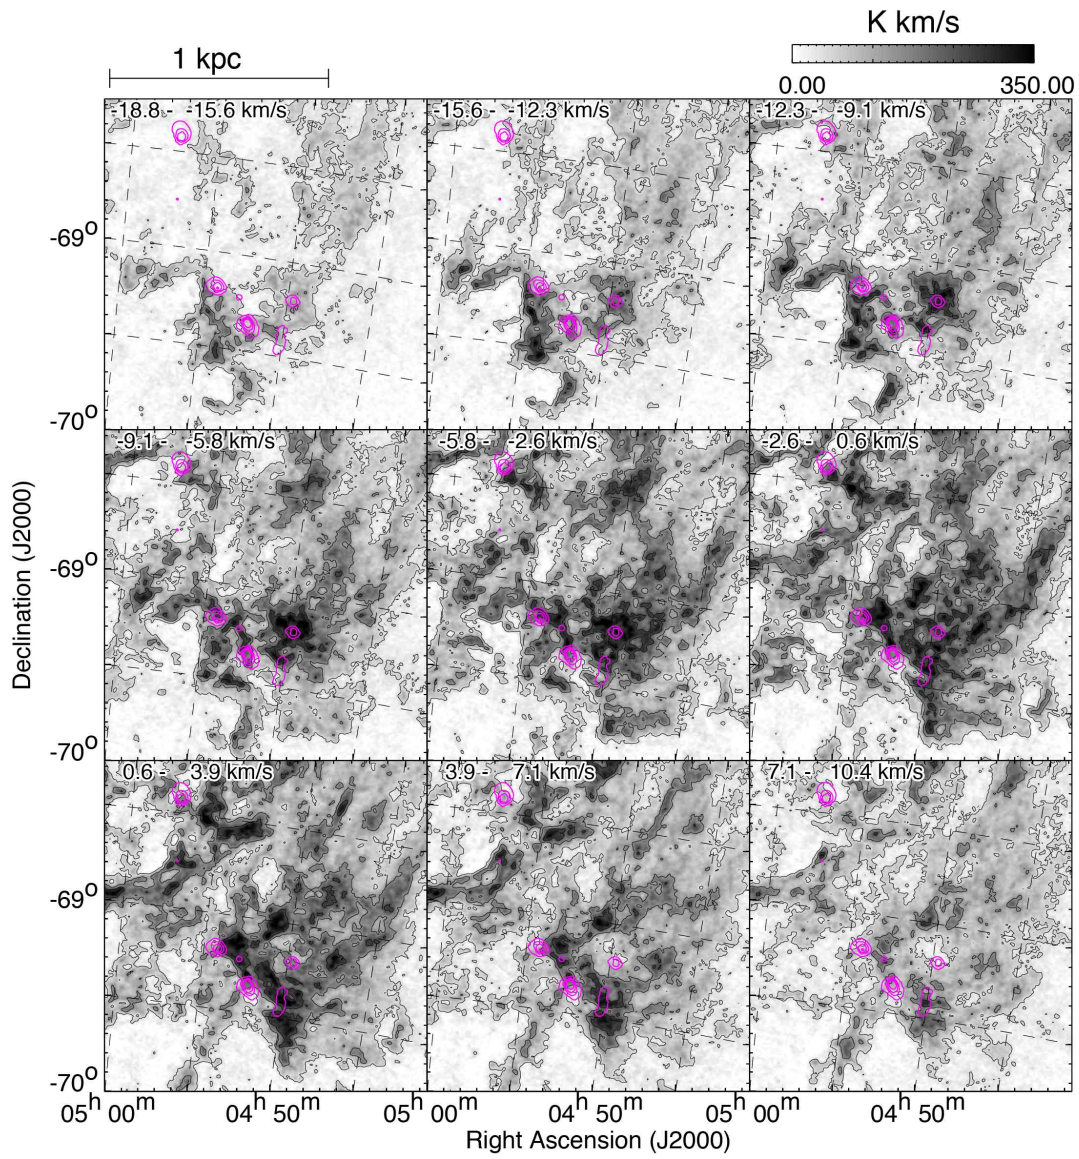 K km/s
1 kpc
0.00 350.00
-18.8 - -15.6 km/s -15.6 - -12.3 km/s -12.3 - -9.1 km/s
-69°
-70°
-9.1 - -5.8 km/s -5.8 - -2.6 km/s -2.6 - 0.6 km/s
Declination (J2000)
-69°
-70°
0.6 - 3.9 km/s 3.9 - 7.1 km/s 7.1 - 10.4 km/s
-69°
-70°
05h 00m 04h 50m 05h 00m 04h 50m 05h 00m 04h 50m
Right Ascension (J2000)